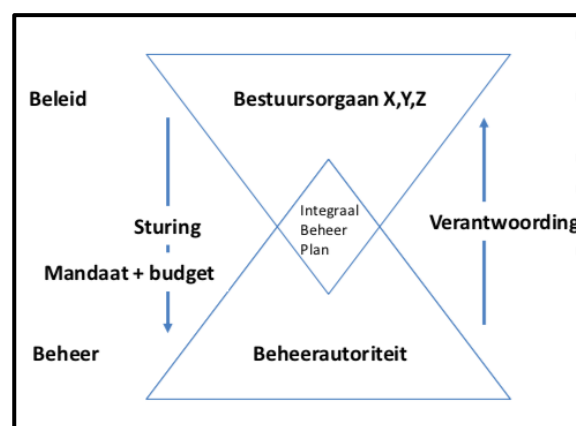 Beleid
Bestuursorgaan X,Y,Z
Integraal
Beheer
Plan
Sturing
Verantwoording
Mandaat + budget
Beheer
Beheerautoriteit